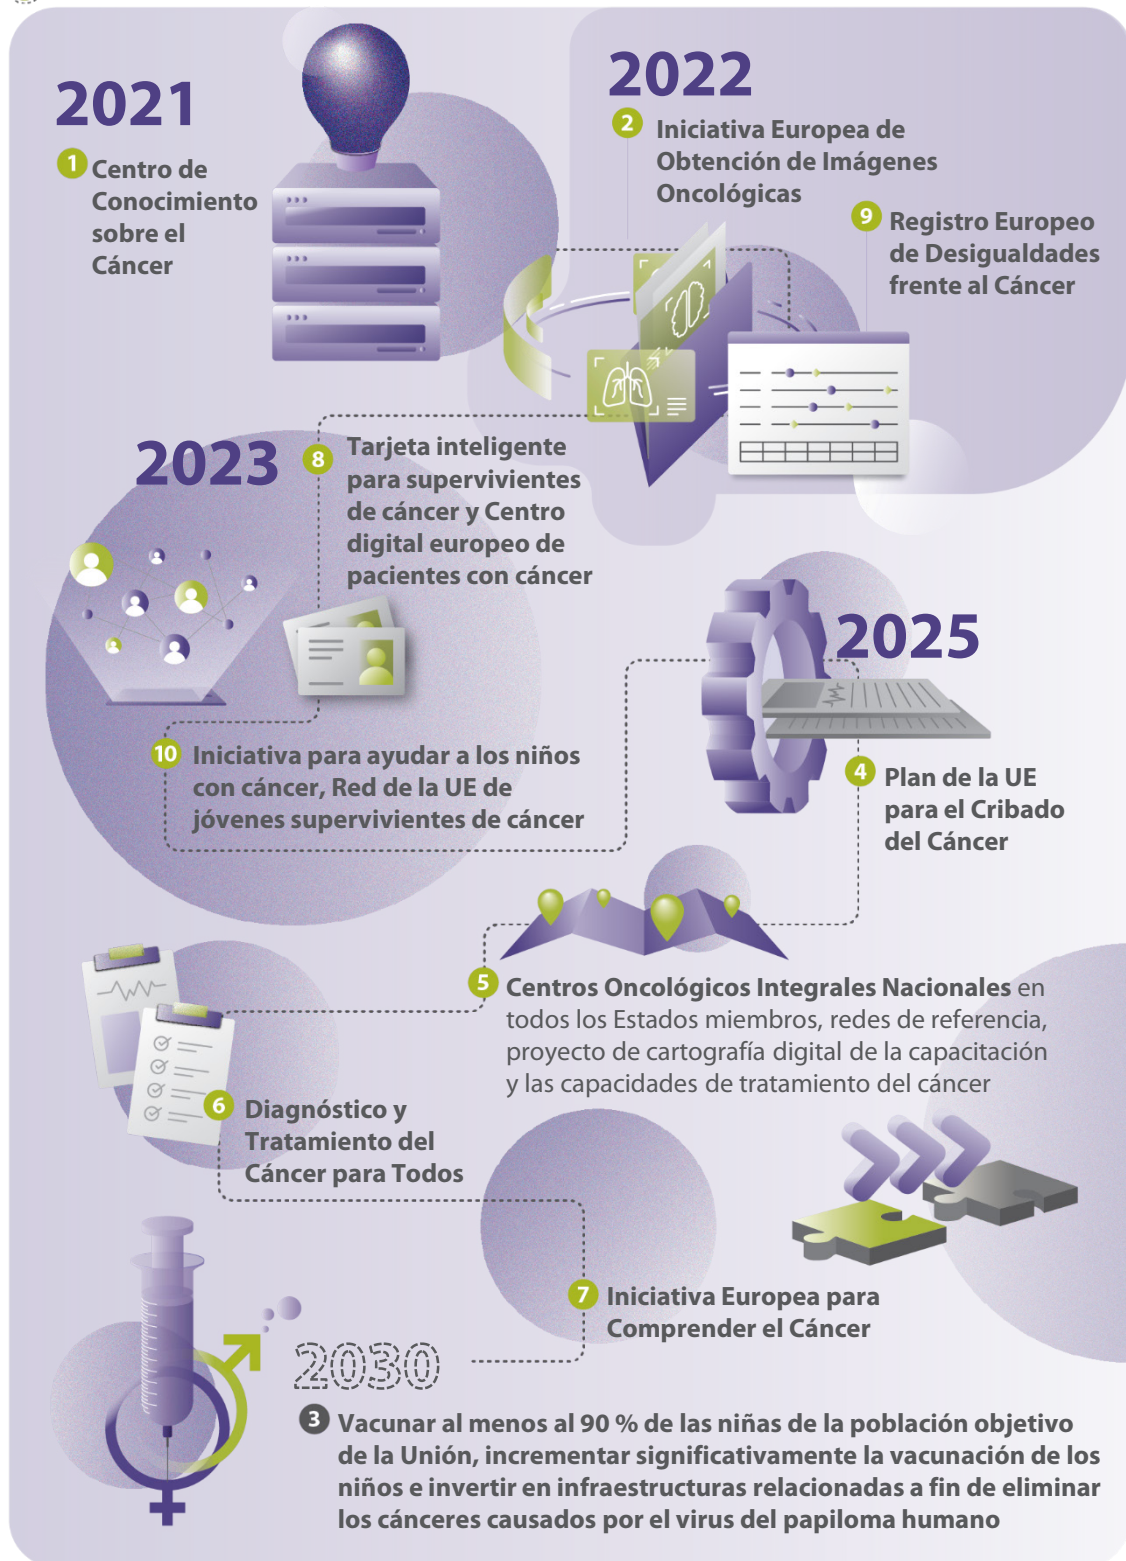 2021
1 Centro de
Conocimiento
sobre el
Cáncer
2022
2 Iniciativa Europea de
Obtención de Imágenes
Oncológicas
9 Registro Europeo
de Desigualdades
frente al Cáncer
2023
8 Tarjeta inteligente
para supervivientes
de cáncer y Centro
digital europeo de
pacientes con cáncer
10 Iniciativa para ayudar a los niños
con cáncer, Red de la UE de
jóvenes supervivientes de cáncer
2025
4 Plan de la UE
para el Cribado
del Cáncer
5 Centros Oncológicos Integrales Nacionales en
todos los Estados miembros, redes de referencia,
proyecto de cartografía digital de la capacitación
y las capacidades de tratamiento del cáncer
6 Diagnóstico y
Tratamiento del
Cáncer para Todos
7 Iniciativa Europea para
Comprender el Cáncer
2030
3 Vacunar al menos al 90 % de las niñas de la población objetivo
de la Unión, incrementar significativamente la vacunación de los
niños e invertir en infraestructuras relacionadas a fin de eliminar
los cánceres causados por el virus del papiloma humano